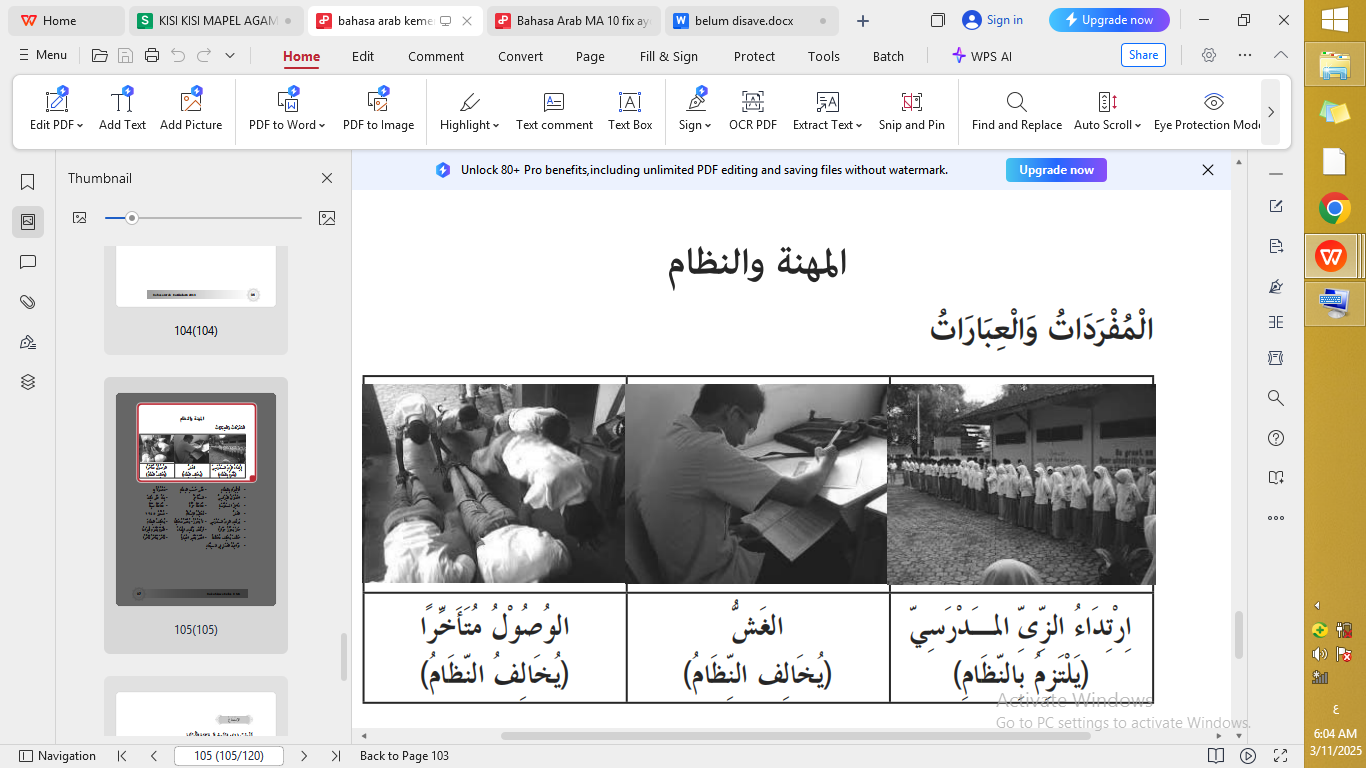 Home
KISI KISI MAPEL AGAM
bahasa arab keme
Bahasa Arab MA 10 fix ay
belum disave.docx
Sign in
Upgrade now
Menu
Home
Edit
Comment
Convert
Page
Fill & Sign
Protect
Tools
Batch
WPS AI
Share
Edit PDF
Add Text
Add Picture
PDF to Word
PDF to Image
Highlight
Text comment
Text Box
Sign
OCR PDF
Extract Text
Snip and Pin
Find and Replace
Auto Scroll
Eye Protection Mode
Unlock 80+ Pro benefits,including unlimited PDF editing and saving files without watermark.
Upgrade now
Thumbnail
104(104)
105(105)
المهنة والنظام
الْمُفْرَدَاتُ وَالْعِبَارَاتُ
اِرْتِدَاءُ الزِّيِّ المـــَدْرَسِيّ
(يَلْتَزِمُ بِالنِّظَامِ)
الغَشُّ
(يُخَالِف النِّظَامُ)
الوُصُوْلُ مُتَأَخِّرًا
(يُخَالِفُ النِّظَامُ)
Activate Windows
Go to PC settings to activate Windows.
Navigation
105 (105/120)
Back to Page 103
ع
6:04 AM
3/11/2025